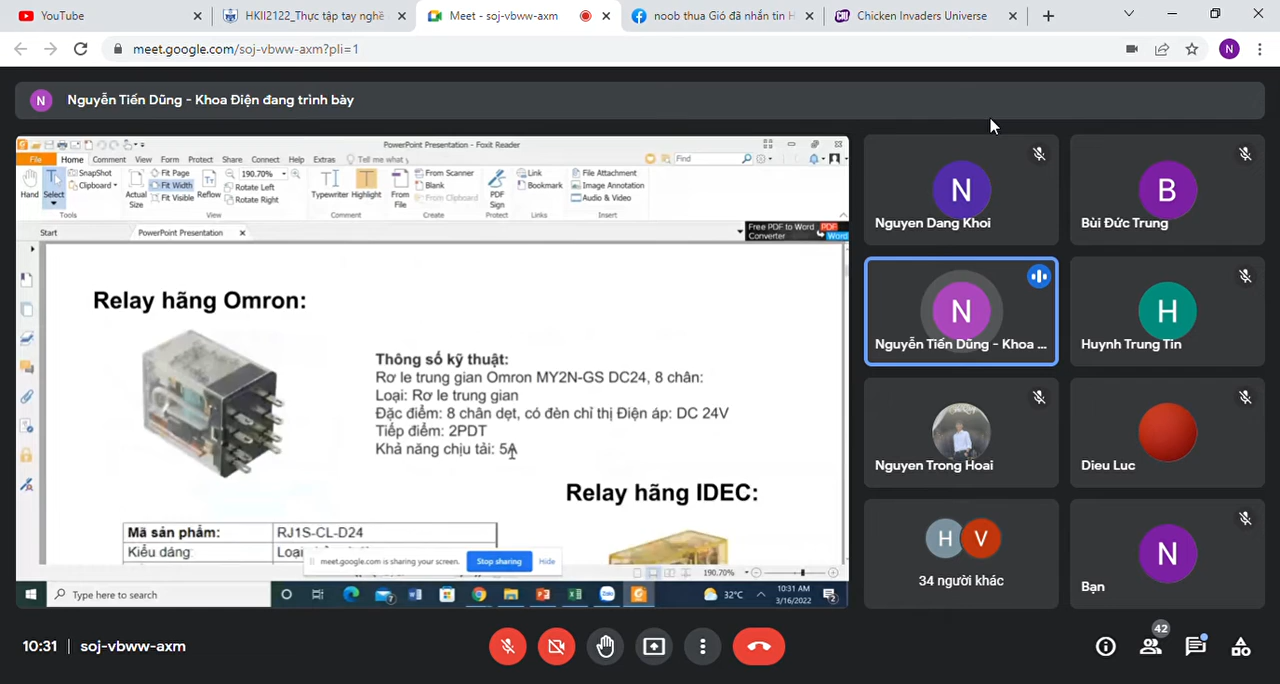 YouTube
HKII2122_Thực tập tay nghề
Meet - soj-vbww-axm
noob thua Gió đã nhắn tin H
Chicken Invaders Universe
meet.google.com/soj-vbww-axm?pli=1
N
N
Nguyễn Tiến Dũng - Khoa Điện đang trình bày
PowerPoint Presentation - Foxit Reader
File Home Comment View Form Protect Share Connect Help Extras Tell me what Find
Hand
Select
SnapShot
Clipboard
Tools
Actual Size
Fit Page
Fit Width
Fit Visible
Reflow
190.70%
Rotate Left
Rotate Right
View
Typewriter
Highlight
Comment
From File
From Scanner
Blank
From Clipboard
Create
PDF Sign
Protect
Link
Bookmark
Links
File Attachment
Image Annotation
Audio & Video
Insert
Start
PowerPoint Presentation
Free PDF to Word Converter
PDF
Word
Relay hãng Omron:
Thông số kỹ thuật:
Rơ le trung gian Omron MY2N-GS DC24, 8 chân:
Loại: Rơ le trung gian
Đặc điểm: 8 chân dẹt, có đèn chỉ thị Điện áp: DC 24V
Tiếp điểm: 2PDT
Khả năng chịu tải: 5A
Relay hãng IDEC:
Mã sản phẩm: RJ1S-CL-D24
Kiểu dáng:
meet.google.com is sharing your screen.
Stop sharing
Hide
190.70%
Type here to search
Zalo
32°C
10:31 AM
3/16/2022
N
Nguyen Dang Khoi
B
Bùi Đức Trung
N
Nguyễn Tiến Dũng - Khoa ...
H
Huynh Trung Tin
Nguyen Trong Hoai
Dieu Luc
H
V
34 người khác
N
Bạn
10:31
soj-vbww-axm
42